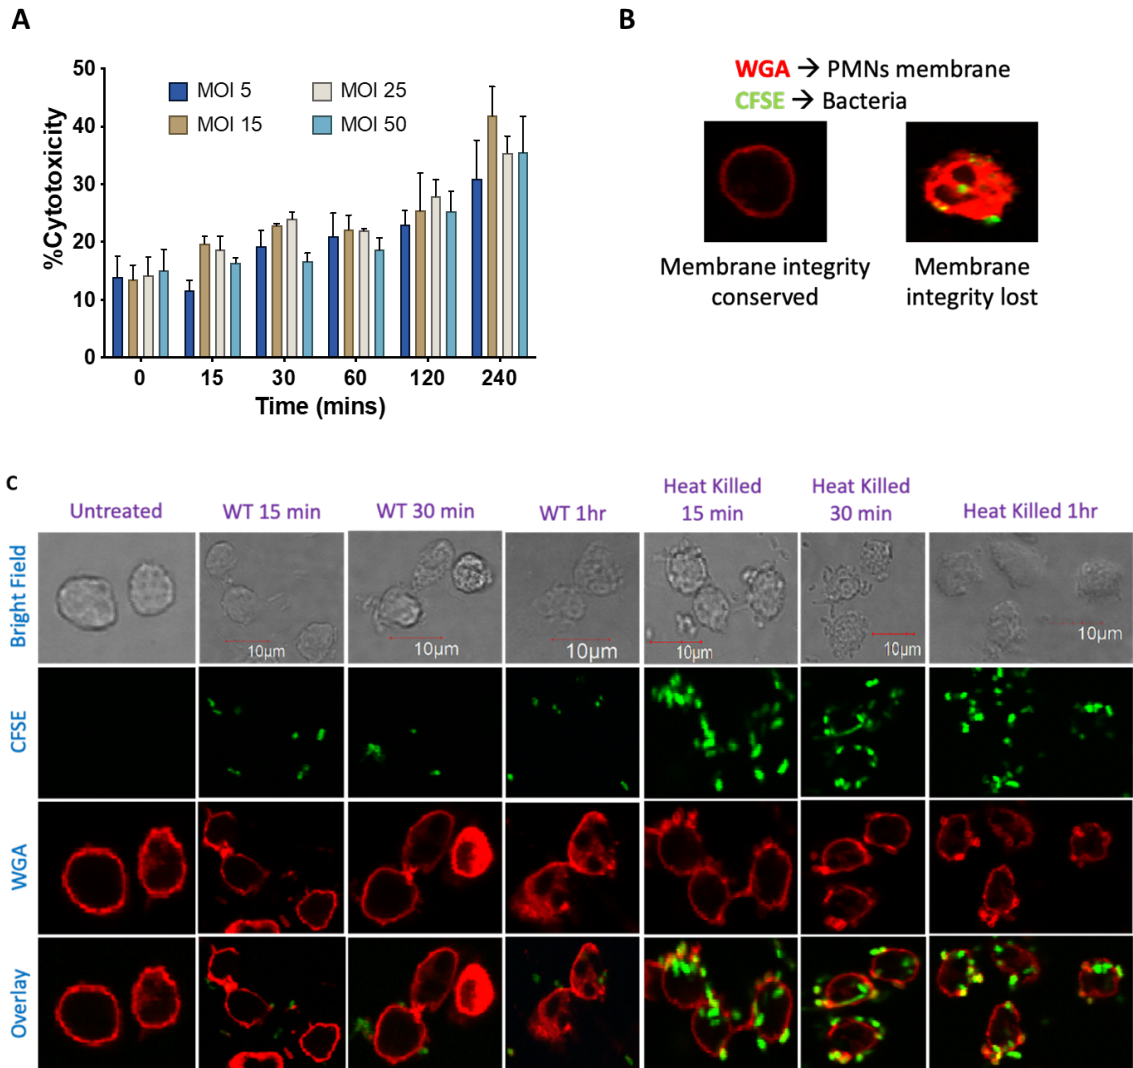 A
50
40
30
20
10
0
%Cytotoxicity
MOI 5
MOI 25
MOI 15
MOI 50
0 15 30 60 120 240
Time (mins)
B
WGA → PMNs membrane
CFSE → Bacteria
Membrane integrity
conserved
Membrane
integrity lost
C
Untreated
WT 15 min
WT 30 min
WT 1hr
Heat Killed
15 min
Heat Killed
30 min
Heat Killed 1hr
Bright Field
10μm
10μm
10μm
10μm
10μm
10μm
CFSE
WGA
Overlay